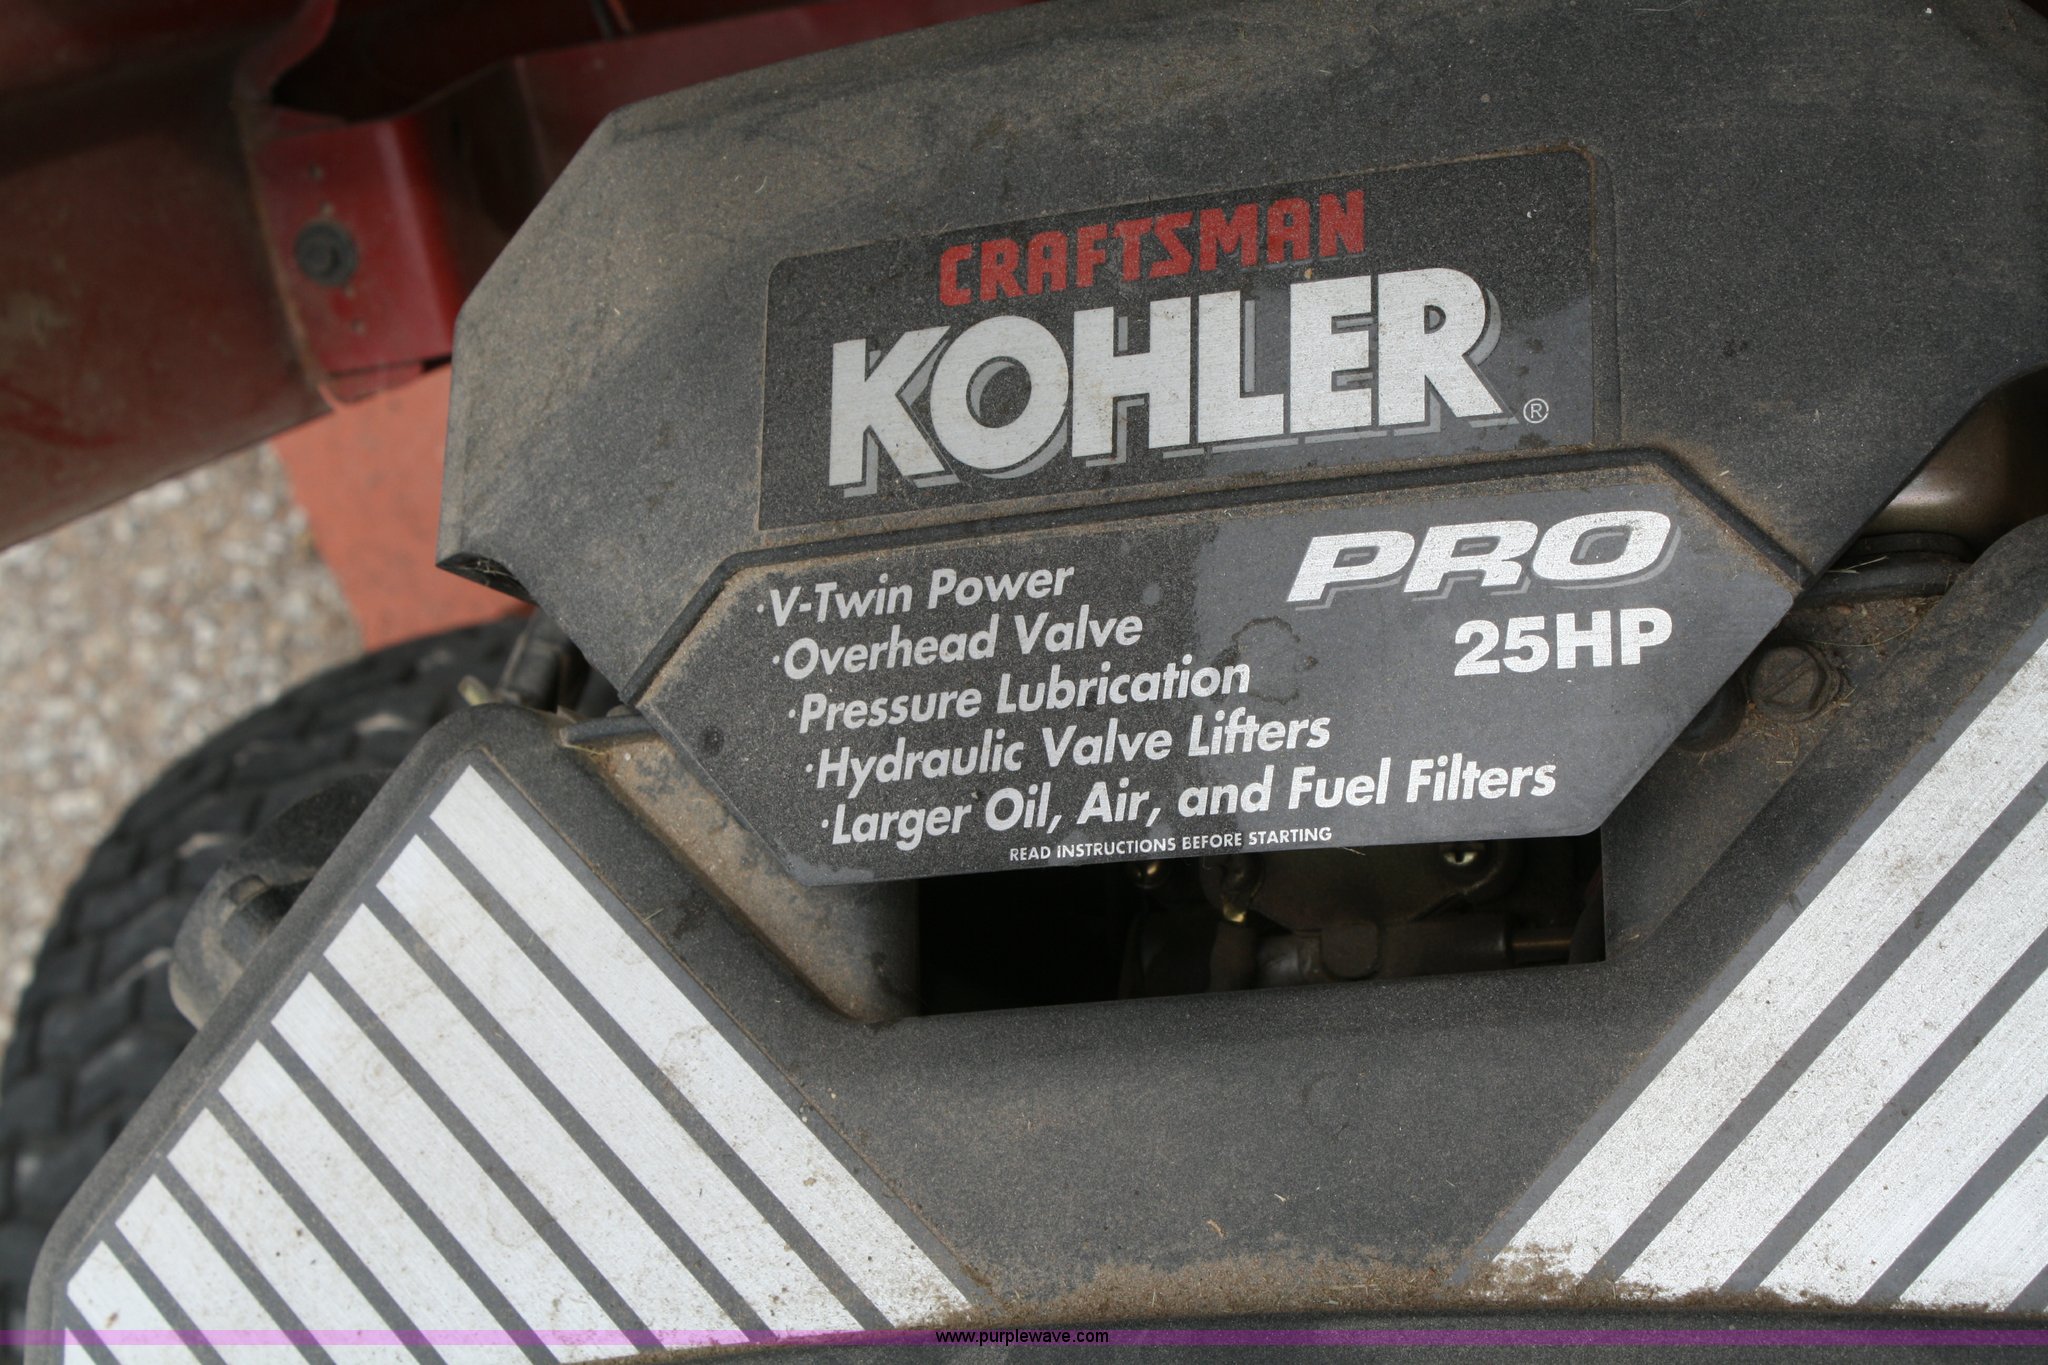 CRAFTSMAN
KOHLER®
PRO
25HP
·V-Twin Power
·Overhead Valve
·Pressure Lubrication
·Hydraulic Valve Lifters
·Larger Oil, Air, and Fuel Filters
READ INSTRUCTIONS BEFORE STARTING
www.purplewave.com